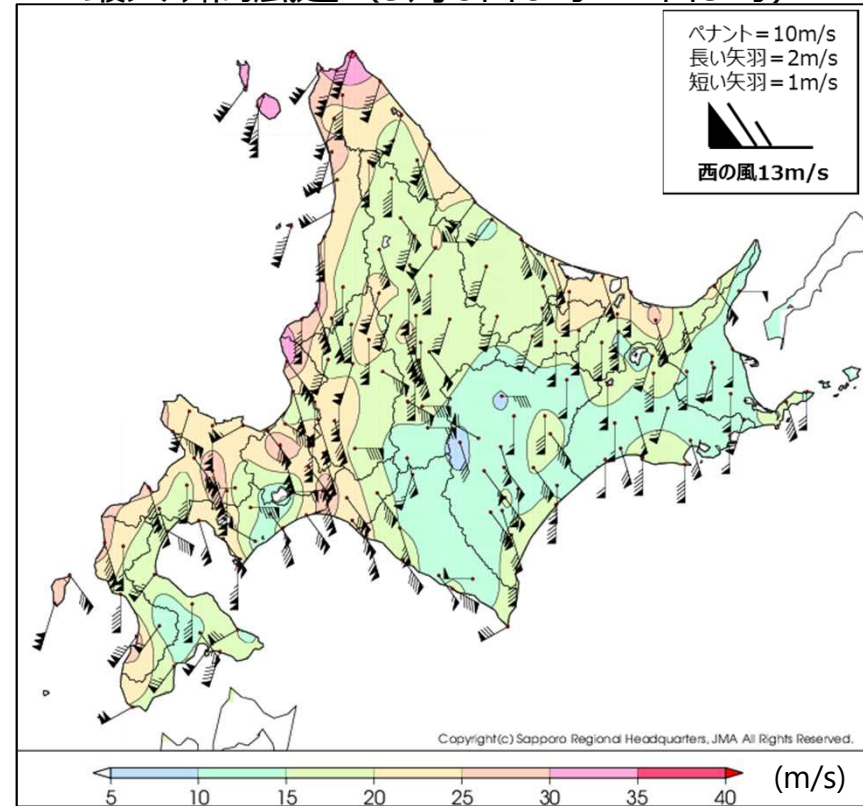 ペナント＝10m/s
長い矢羽＝2m/s
短い矢羽＝1m/s
西の風13m/s
Copyright(c) Sapporo Regional Headquarters, JMA All Rights Reserved.
5 10 15 20 25 30 35 40 (m/s)